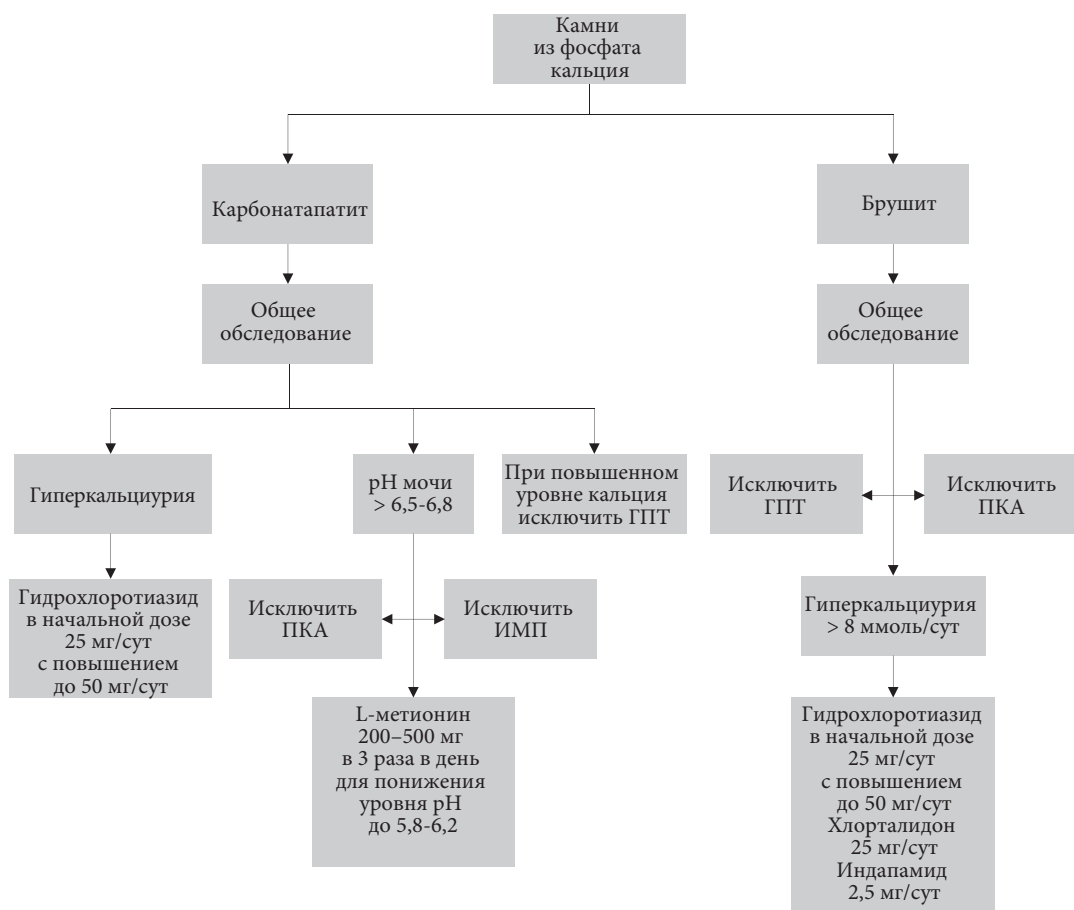 Камни
из фосфата
кальция
Карбонатапатит
Брушит
Общее
обследование
Общее
обследование
Гиперкальциурия
pH мочи
> 6,5-6,8
При повышенном
уровне кальция
исключить ГПТ
Исключить
ГПТ
Исключить
ПКА
Гидрохлоротиазид
в начальной дозе
25 мг/сут
с повышением
до 50 мг/сут
Исключить
ПКА
Исключить
ИМП
Гиперкальциурия
> 8 ммоль/сут
L-метионин
200–500 мг
в 3 раза в день
для понижения
уровня pH
до 5,8-6,2
Гидрохлоротиазид
в начальной дозе
25 мг/сут
с повышением
до 50 мг/сут
Хлорталидон
25 мг/сут
Индапамид
2,5 мг/сут